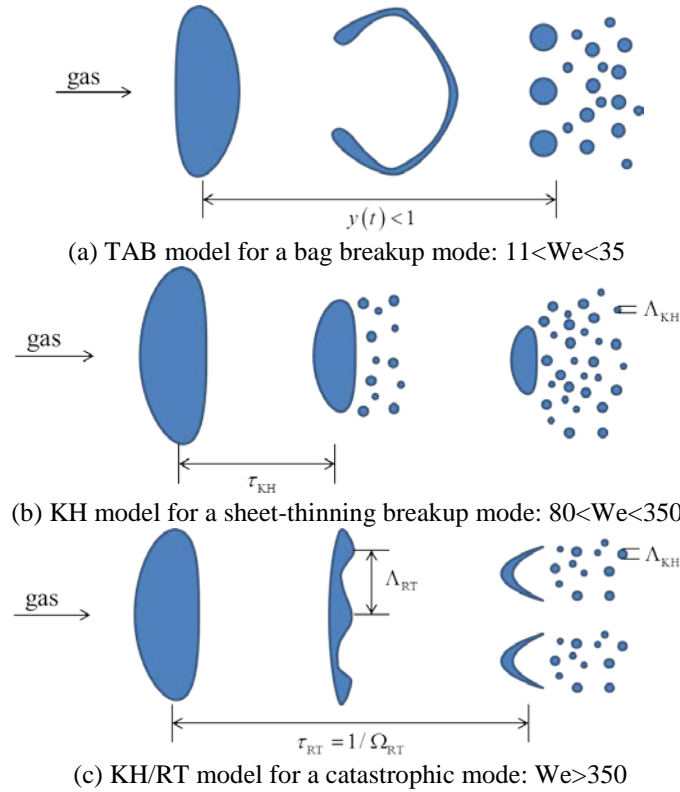 gas
y(t) < 1
(a) TAB model for a bag breakup mode: 11<We<35
gas
Λ_KH
τ_KH
(b) KH model for a sheet-thinning breakup mode: 80<We<350
gas
Λ_RT
Λ_KH
τ_RT = 1/Ω_RT
(c) KH/RT model for a catastrophic mode: We>350